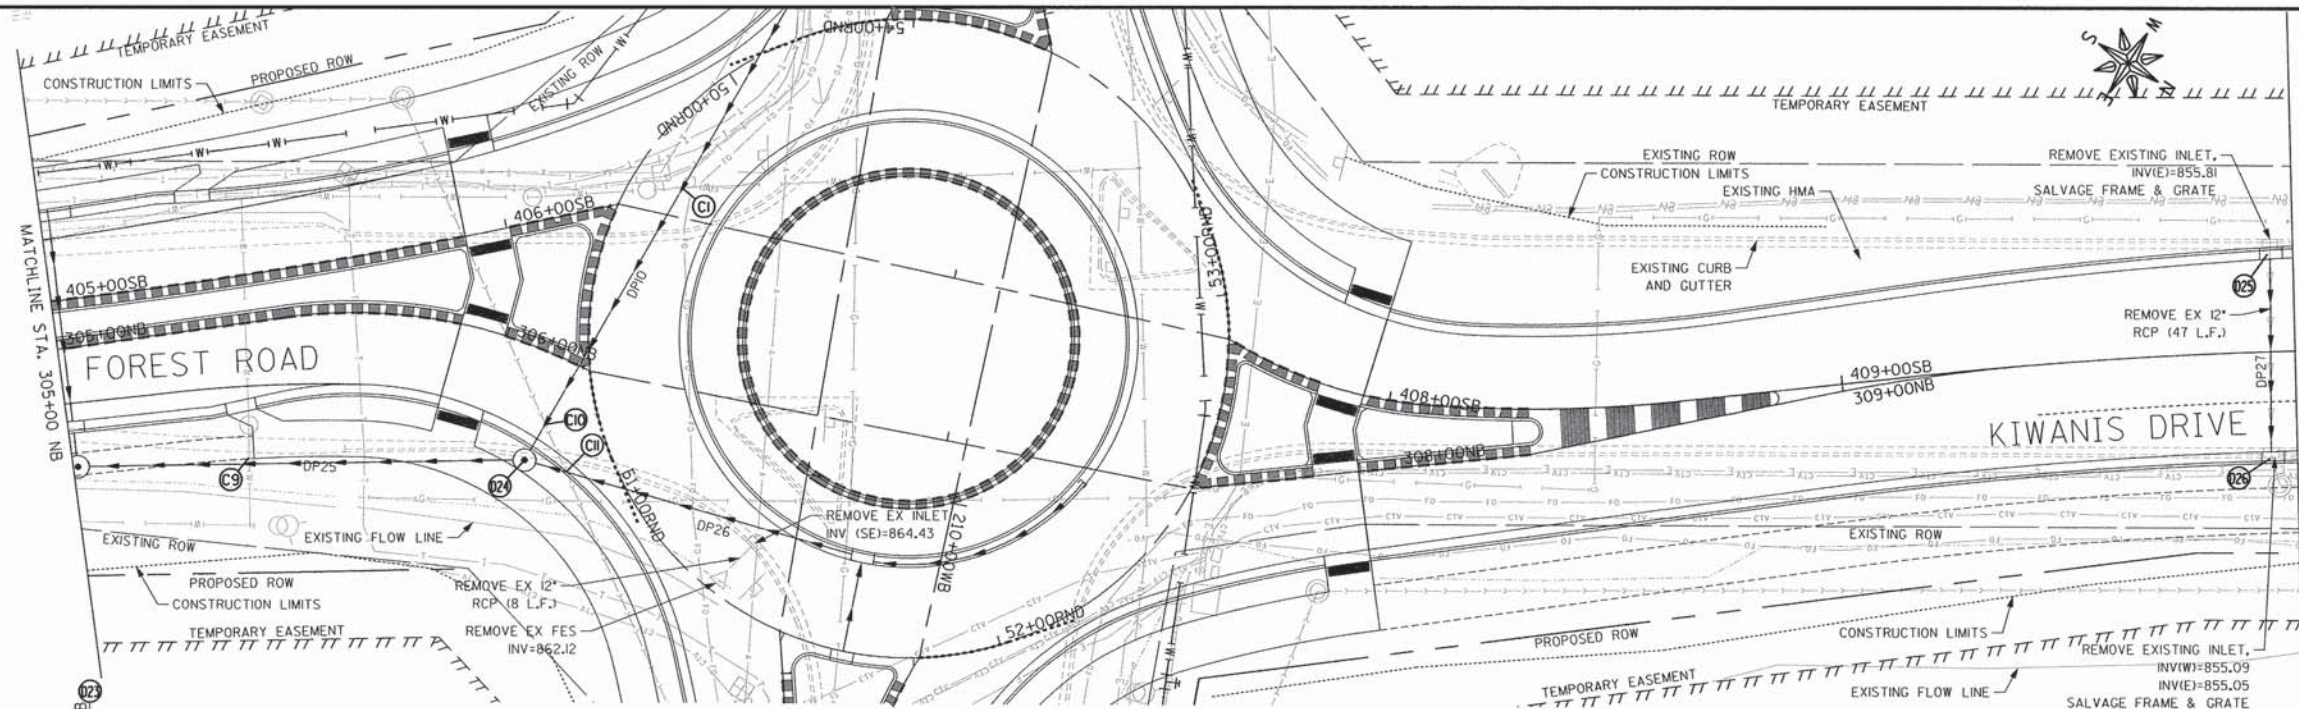 TEMPORARY EASEMENT
PROPOSED ROW
CONSTRUCTION LIMITS
EXISTING ROW
54+00RND
50+00RND
S
W
E
N
TEMPORARY EASEMENT
EXISTING ROW
CONSTRUCTION LIMITS
EXISTING HMA
REMOVE EXISTING INLET,
INV(E)=855.81
SALVAGE FRAME & GRATE
EXISTING CURB
AND GUTTER
D25
REMOVE EX 12"
RCP (47 L.F.)
DP27
C1
DP10
406+00SB
405+00SB
305+00NB
306+00NB
MATCHLINE STA. 305+00 NB
FOREST ROAD
53+00RND
408+00SB
308+00NB
409+00SB
309+00NB
KIWANIS DRIVE
D26
C10
C11
C9
DP25
D24
DP26
REMOVE EX INLET
INV (SE)=864.43
210+00WB
52+00RND
EXISTING FLOW LINE
EXISTING ROW
PROPOSED ROW
CONSTRUCTION LIMITS
TEMPORARY EASEMENT
REMOVE EX 12"
RCP (8 L.F.)
REMOVE EX FES
INV=862.12
D23
EXISTING ROW
PROPOSED ROW
CONSTRUCTION LIMITS
TEMPORARY EASEMENT
EXISTING FLOW LINE
REMOVE EXISTING INLET,
INV(W)=855.09
INV(E)=855.05
SALVAGE FRAME & GRATE